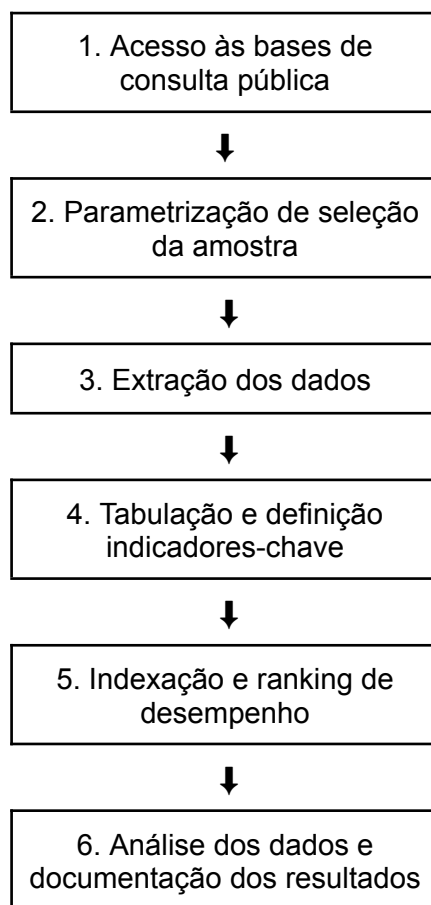 1. Acesso às bases de
consulta pública
2. Parametrização de seleção
da amostra
3. Extração dos dados
4. Tabulação e definição
indicadores-chave
5. Indexação e ranking de
desempenho
6. Análise dos dados e
documentação dos resultados